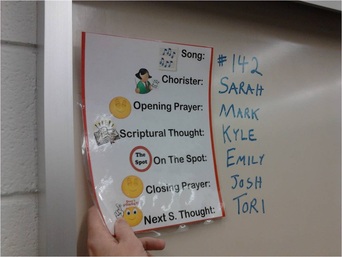 Song: #142
Chorister: SARAH
Opening Prayer: MARK
Scriptural Thought: KYLE
The Spot On The Spot: EMILY
Closing Prayer: JOSH
Next S. Thought: TORI